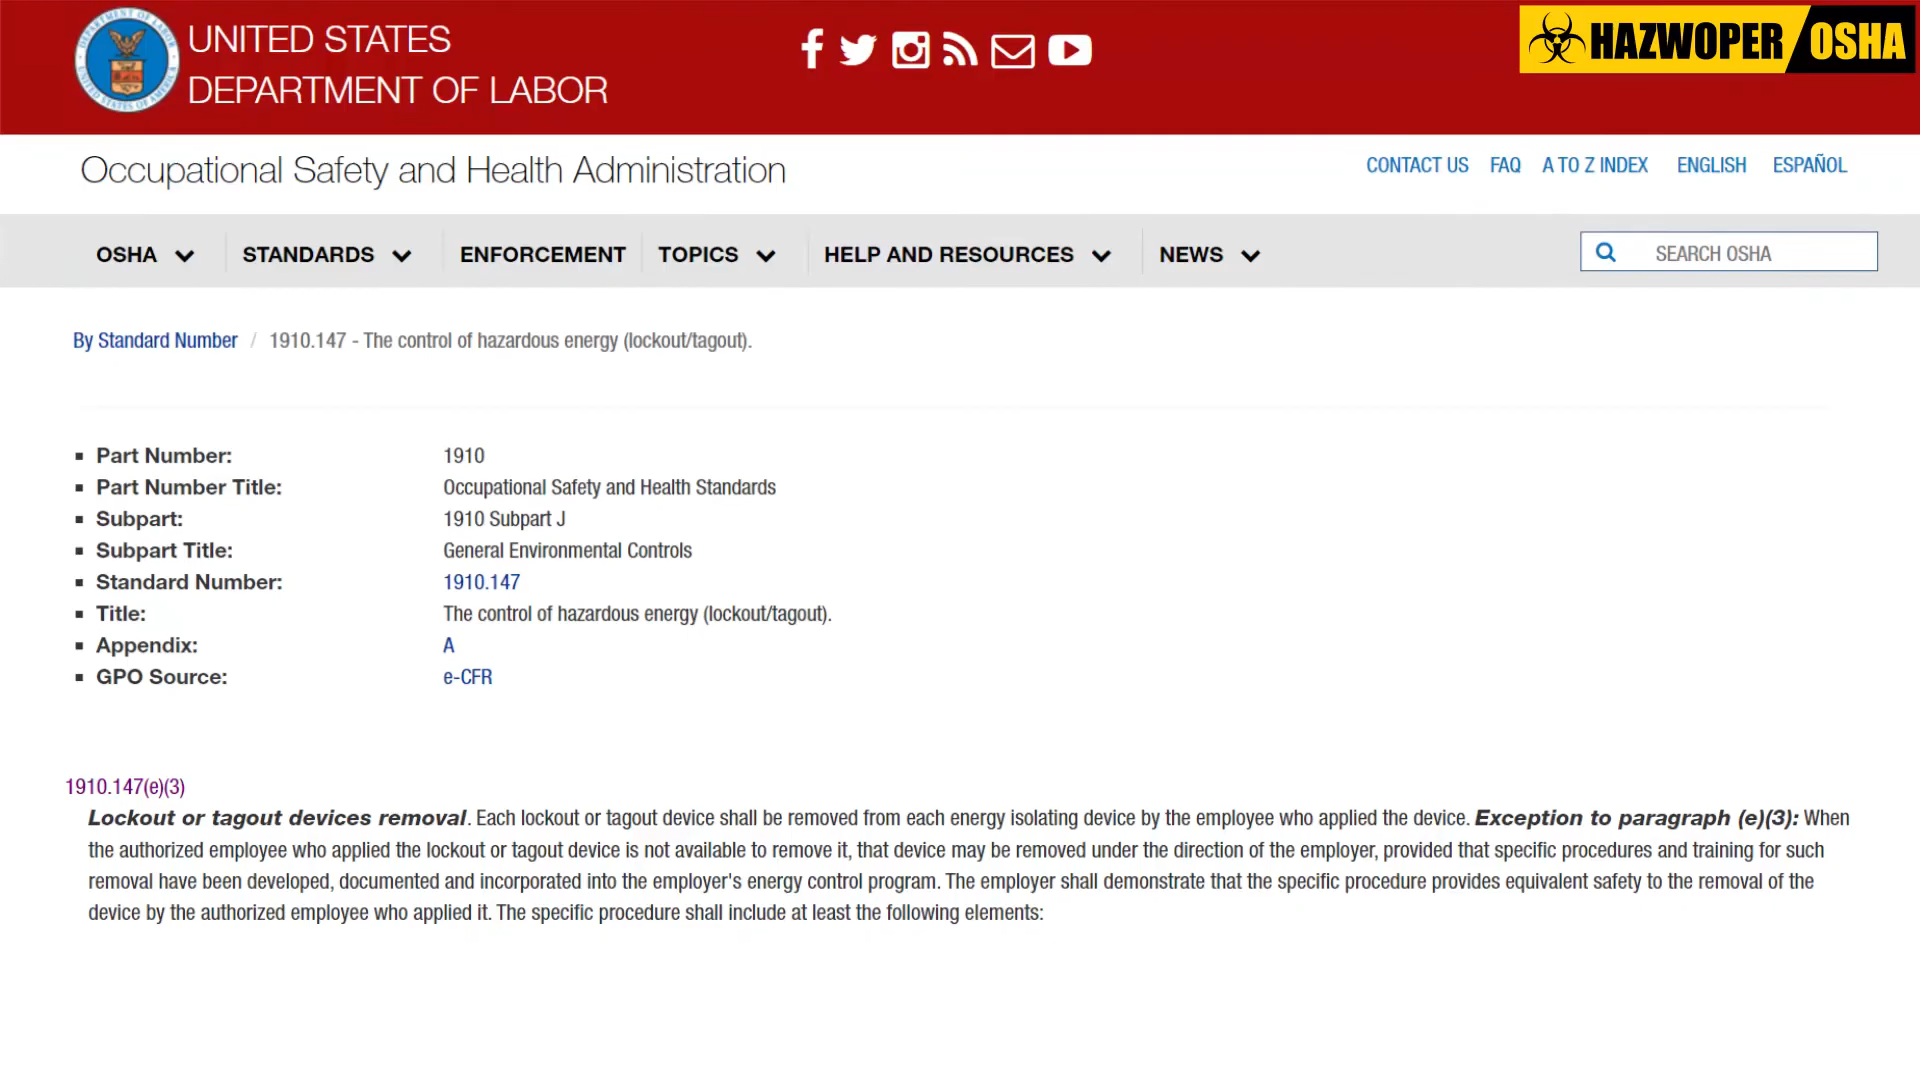 UNITED STATES
DEPARTMENT OF LABOR
HAZWOPER OSHA
Occupational Safety and Health Administration
CONTACT US FAQ A TO Z INDEX ENGLISH ESPAÑOL
OSHA STANDARDS ENFORCEMENT TOPICS HELP AND RESOURCES NEWS SEARCH OSHA
By Standard Number / 1910.147 - The control of hazardous energy (lockout/tagout).
▪ Part Number: 1910
▪ Part Number Title: Occupational Safety and Health Standards
▪ Subpart: 1910 Subpart J
▪ Subpart Title: General Environmental Controls
▪ Standard Number: 1910.147
▪ Title: The control of hazardous energy (lockout/tagout).
▪ Appendix: A
▪ GPO Source: e-CFR
1910.147(e)(3)
Lockout or tagout devices removal. Each lockout or tagout device shall be removed from each energy isolating device by the employee who applied the device. Exception to paragraph (e)(3): When
the authorized employee who applied the lockout or tagout device is not available to remove it, that device may be removed under the direction of the employer, provided that specific procedures and training for such
removal have been developed, documented and incorporated into the employer's energy control program. The employer shall demonstrate that the specific procedure provides equivalent safety to the removal of the
device by the authorized employee who applied it. The specific procedure shall include at least the following elements: